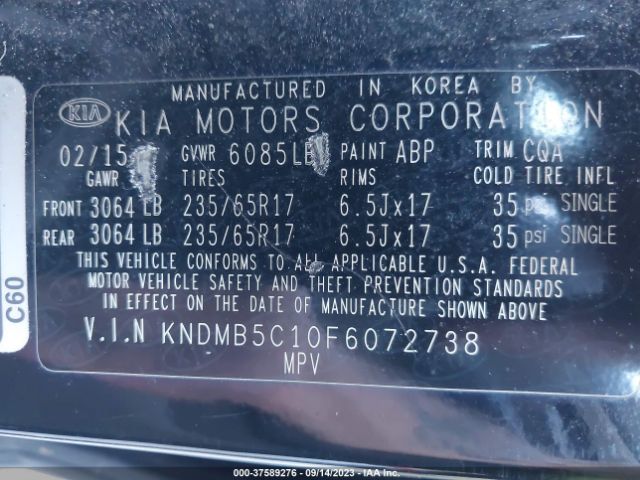 MANUFACTURED IN KOREA BY
KIA KIA MOTORS CORPORATION
02/15 GVWR 6085LB PAINT ABP TRIM CQA
GAWR TIRES RIMS COLD TIRE INFL
FRONT 3064 LB 235/65R17 6.5Jx17 35 psi SINGLE
REAR 3064 LB 235/65R17 6.5Jx17 35 psi SINGLE
THIS VEHICLE CONFORMS TO ALL APPLICABLE U.S.A. FEDERAL
MOTOR VEHICLE SAFETY AND THEFT PREVENTION STANDARDS
IN EFFECT ON THE DATE OF MANUFACTURE SHOWN ABOVE
V.I.N KNDMB5C10F6072738
MPV
C60
000-37589276 - 09/14/2023 - IAA Inc.